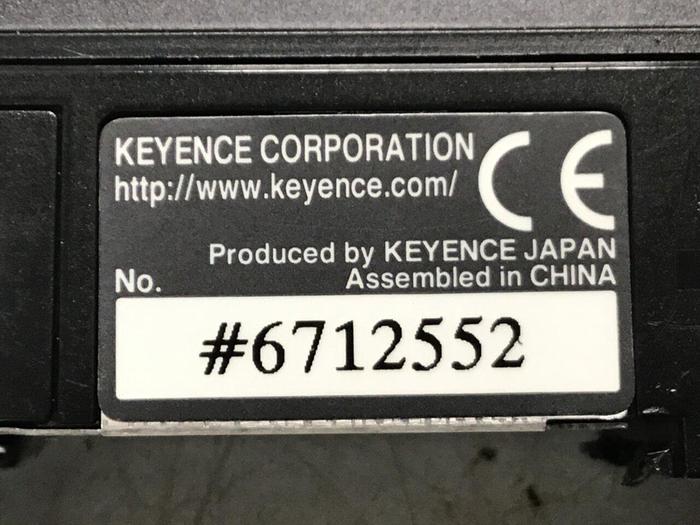 KEYENCE CORPORATION
http://www.keyence.com/
CE
Produced by KEYENCE JAPAN
Assembled in CHINA
No.
#6712552